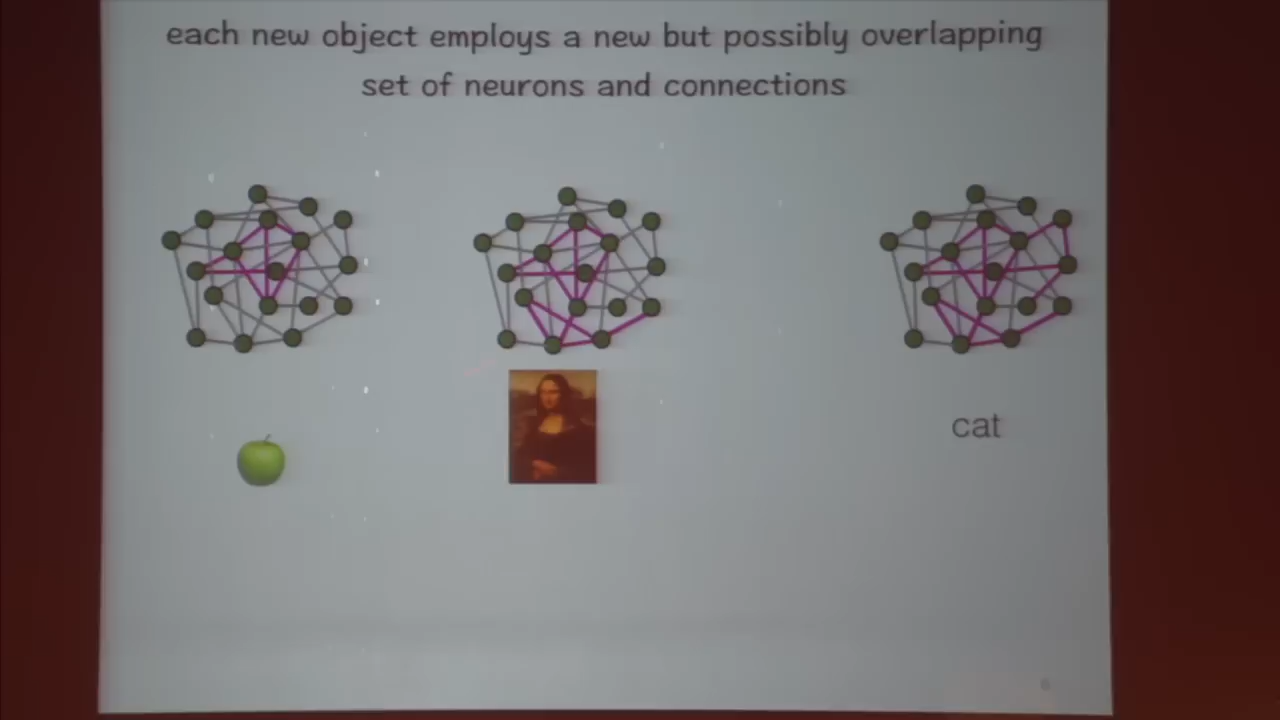 each new object employs a new but possibly overlapping
set of neurons and connections
cat